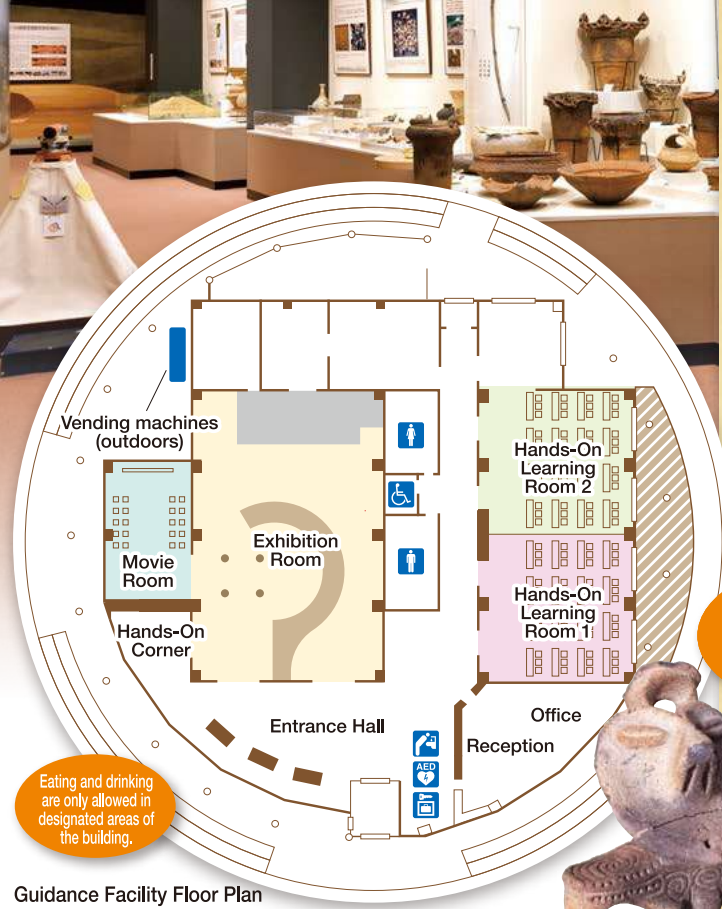 Vending machines
(outdoors)
Movie
Room
Hands-On
Corner
Exhibition
Room
Hands-On
Learning
Room 2
Hands-On
Learning
Room 1
Entrance Hall
Office
Reception
AED
Eating and drinking
are only allowed in
designated areas of
the building.
Guidance Facility Floor Plan